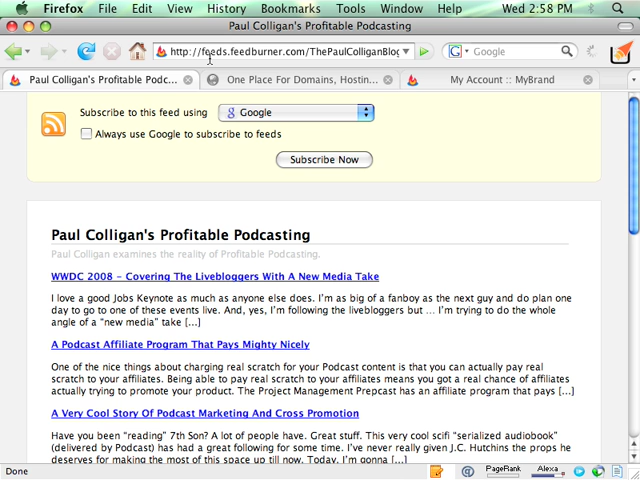 Firefox File Edit View History Bookmarks Tools Window Help Wed 2:58 PM
Paul Colligan's Profitable Podcasting
http://feeds.feedburner.com/ThePaulColliganBlog Google
Paul Colligan's Profitable Podc... One Place For Domains, Hostin... My Account :: MyBrand
Subscribe to this feed using Google
Always use Google to subscribe to feeds
Subscribe Now
Paul Colligan's Profitable Podcasting
Paul Colligan examines the reality of Profitable Podcasting.
WWDC 2008 – Covering The Livebloggers With A New Media Take
I love a good Jobs Keynote as much as anyone else does. I'm as big of a fanboy as the next guy and do plan one
day to go to one of these events live. And, yes, I'm following the livebloggers but ... I'm trying to do the whole
angle of a "new media" take [...]
A Podcast Affiliate Program That Pays Mighty Nicely
One of the nice things about charging real scratch for your Podcast content is that you can actually pay real
scratch to your affiliates. Being able to pay real scratch to your affiliates means you got a real chance of affiliates
actually trying to promote your product. The Project Management Prepcast has an affiliate program that pays [...]
A Very Cool Story Of Podcast Marketing And Cross Promotion
Have you been "reading" 7th Son? A lot of people have. Great stuff. This very cool scifi "serialized audiobook"
(delivered by Podcast) has had a great following for some time. I've never really given J.C. Hutchins the props he
deserves for making the most of this space up till now. Today, I'm gonna [...]
Done PageRank Alexa